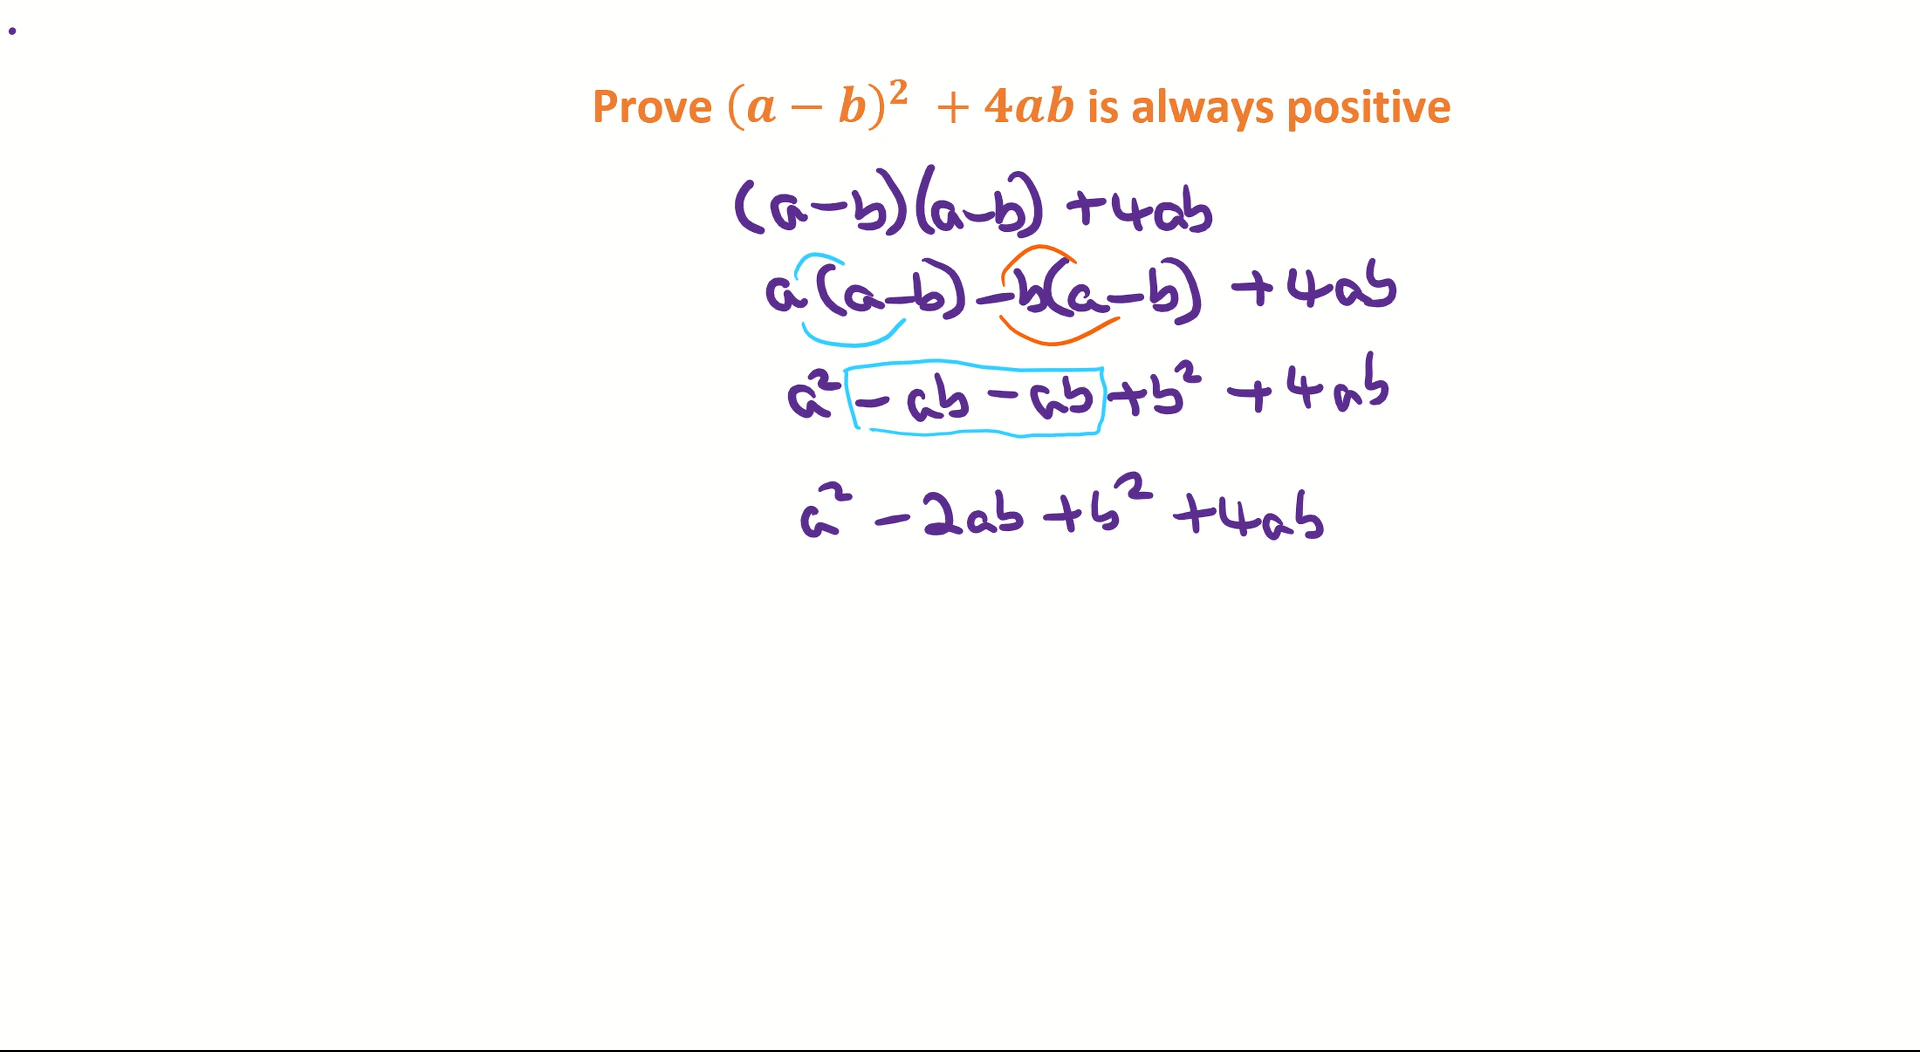 Prove (a − b)² + 4ab is always positive
(a−b)(a−b) +4ab
a(a−b) −b(a−b) +4ab
a² − ab − ab +b² +4ab
a² − 2ab +b² +4ab